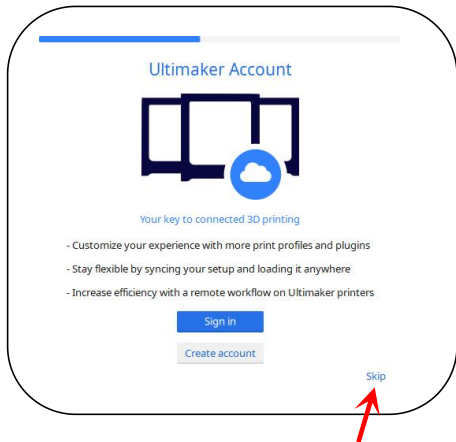 Ultimaker Account
Your key to connected 3D printing
- Customize your experience with more print profiles and plugins
- Stay flexible by syncing your setup and loading it anywhere
- Increase efficiency with a remote workflow on Ultimaker printers
Sign in
Create account
Skip